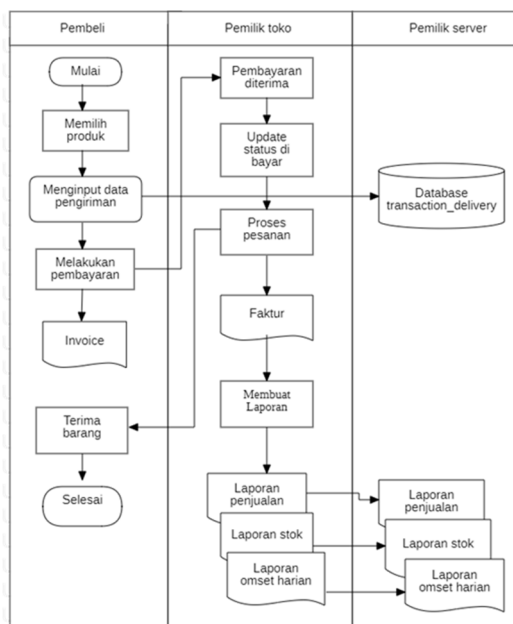 Pembeli
Pemilik toko
Pemilik server
Mulai
Memilih
produk
Menginput data
pengiriman
Melakukan
pembayaran
Invoice
Terima
barang
Selesai
Pembayaran
diterima
Update
status di
bayar
Proses
pesanan
Faktur
Membuat
Laporan
Laporan
penjualan
Laporan stok
Laporan
omset harian
Database
transaction_delivery
Laporan
penjualan
Laporan stok
Laporan
omset harian